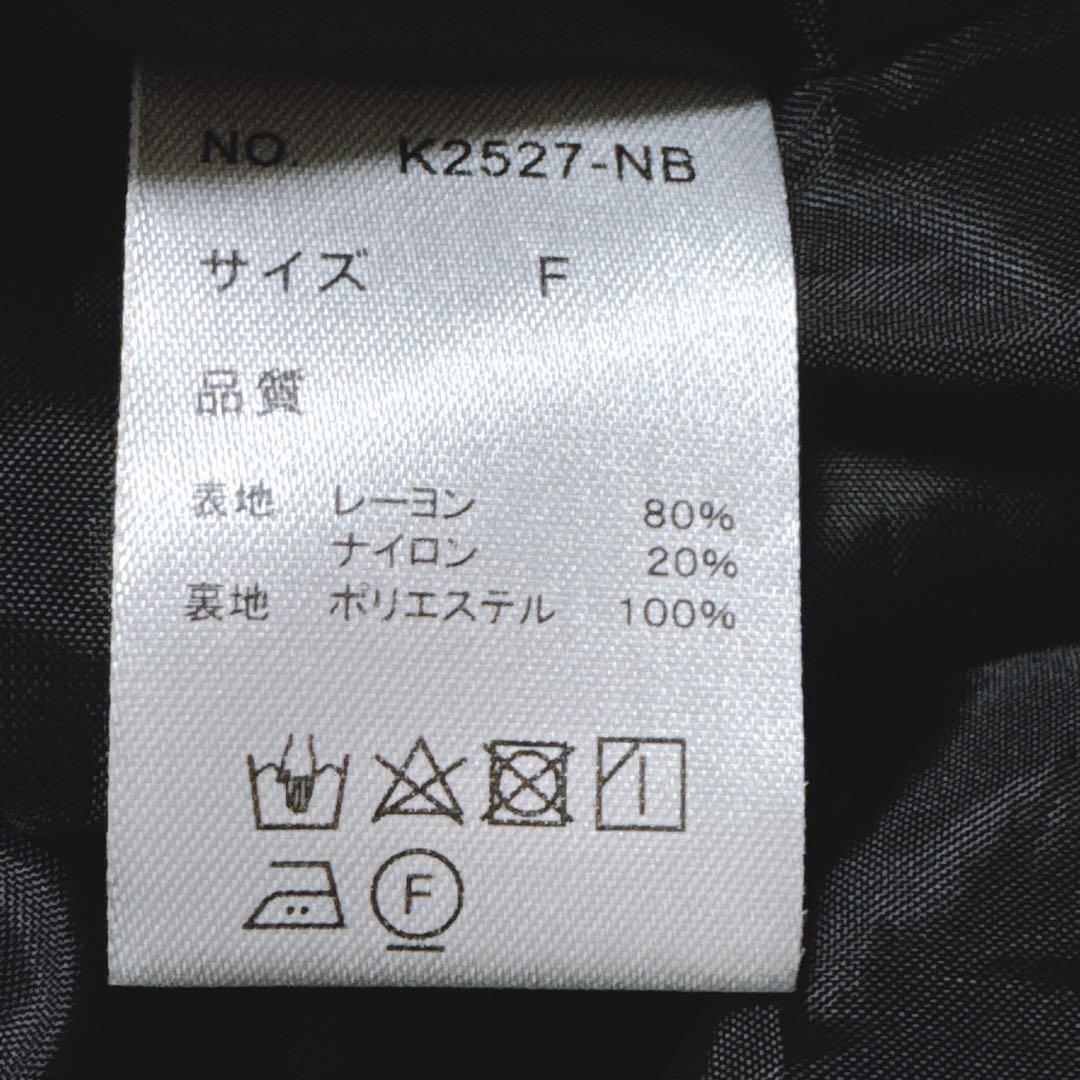 NO. K2527-NB
サイズ F
品質
表地 レーヨン 80%
ナイロン 20%
裏地 ポリエステル 100%
F